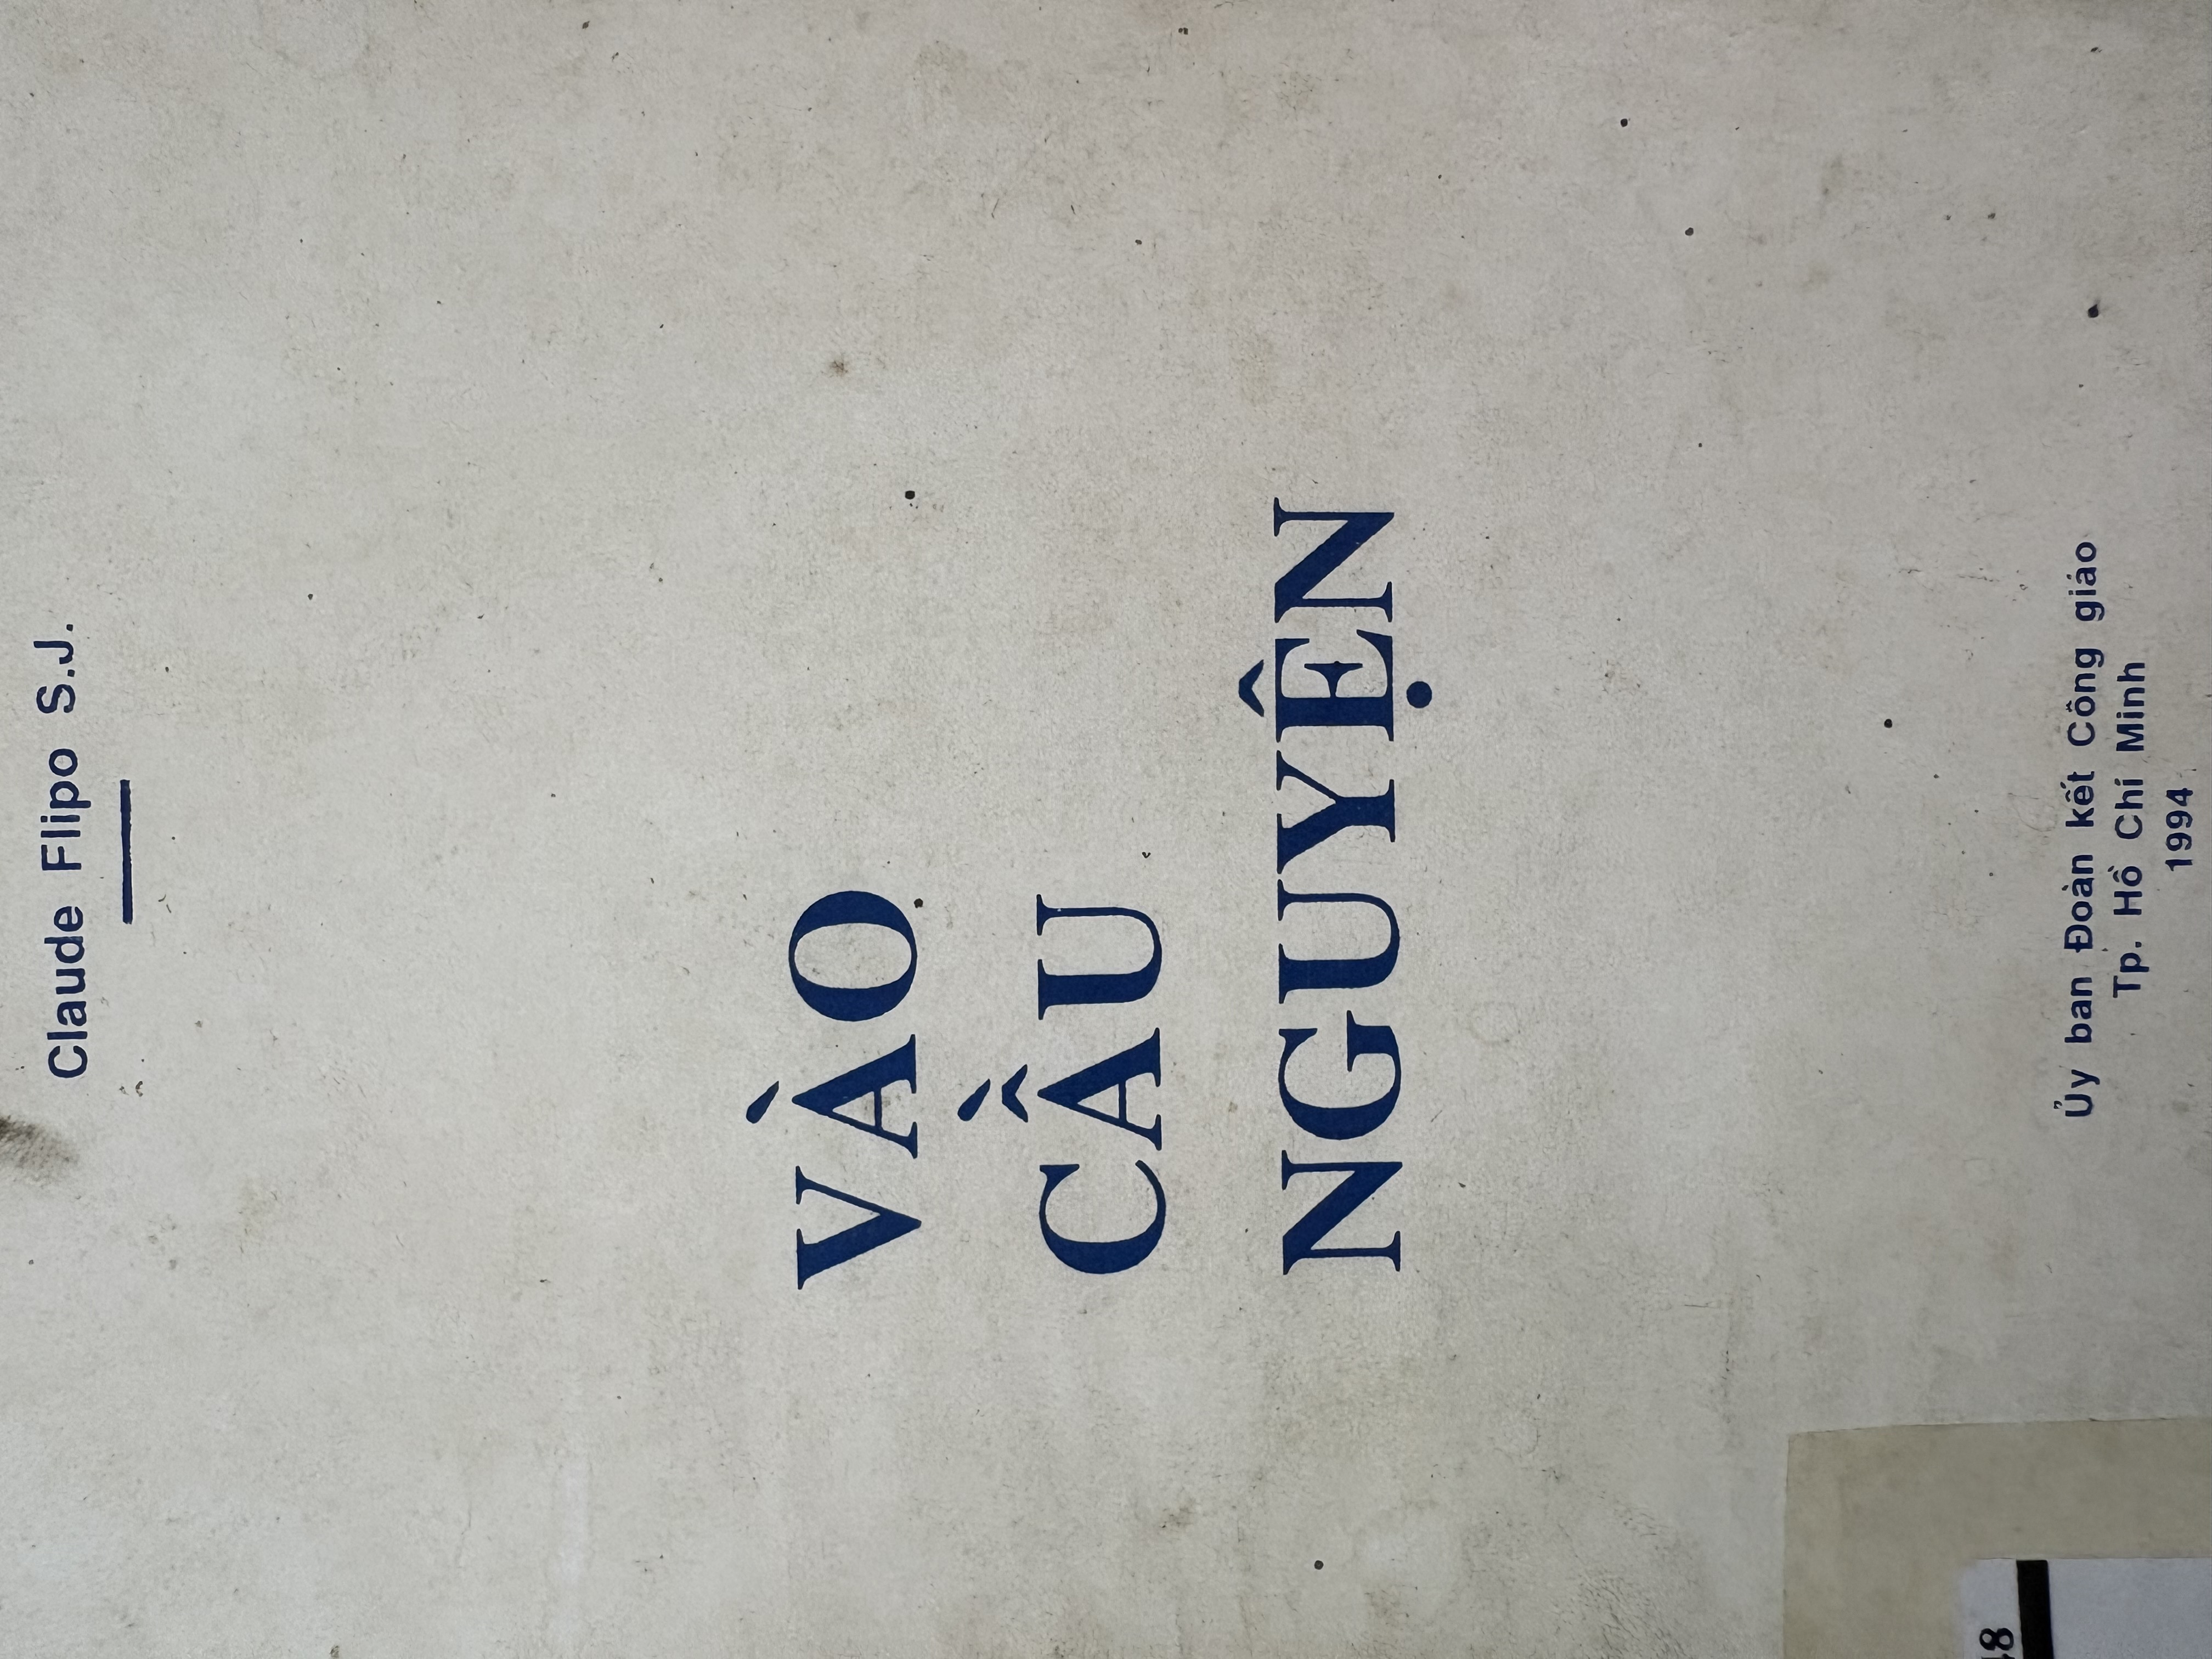 Claude Flipo S.J.
VÀO
CẦU
NGUYỆN
Ủy ban Đoàn kết Công giáo
Tp. Hồ Chí Minh
1994